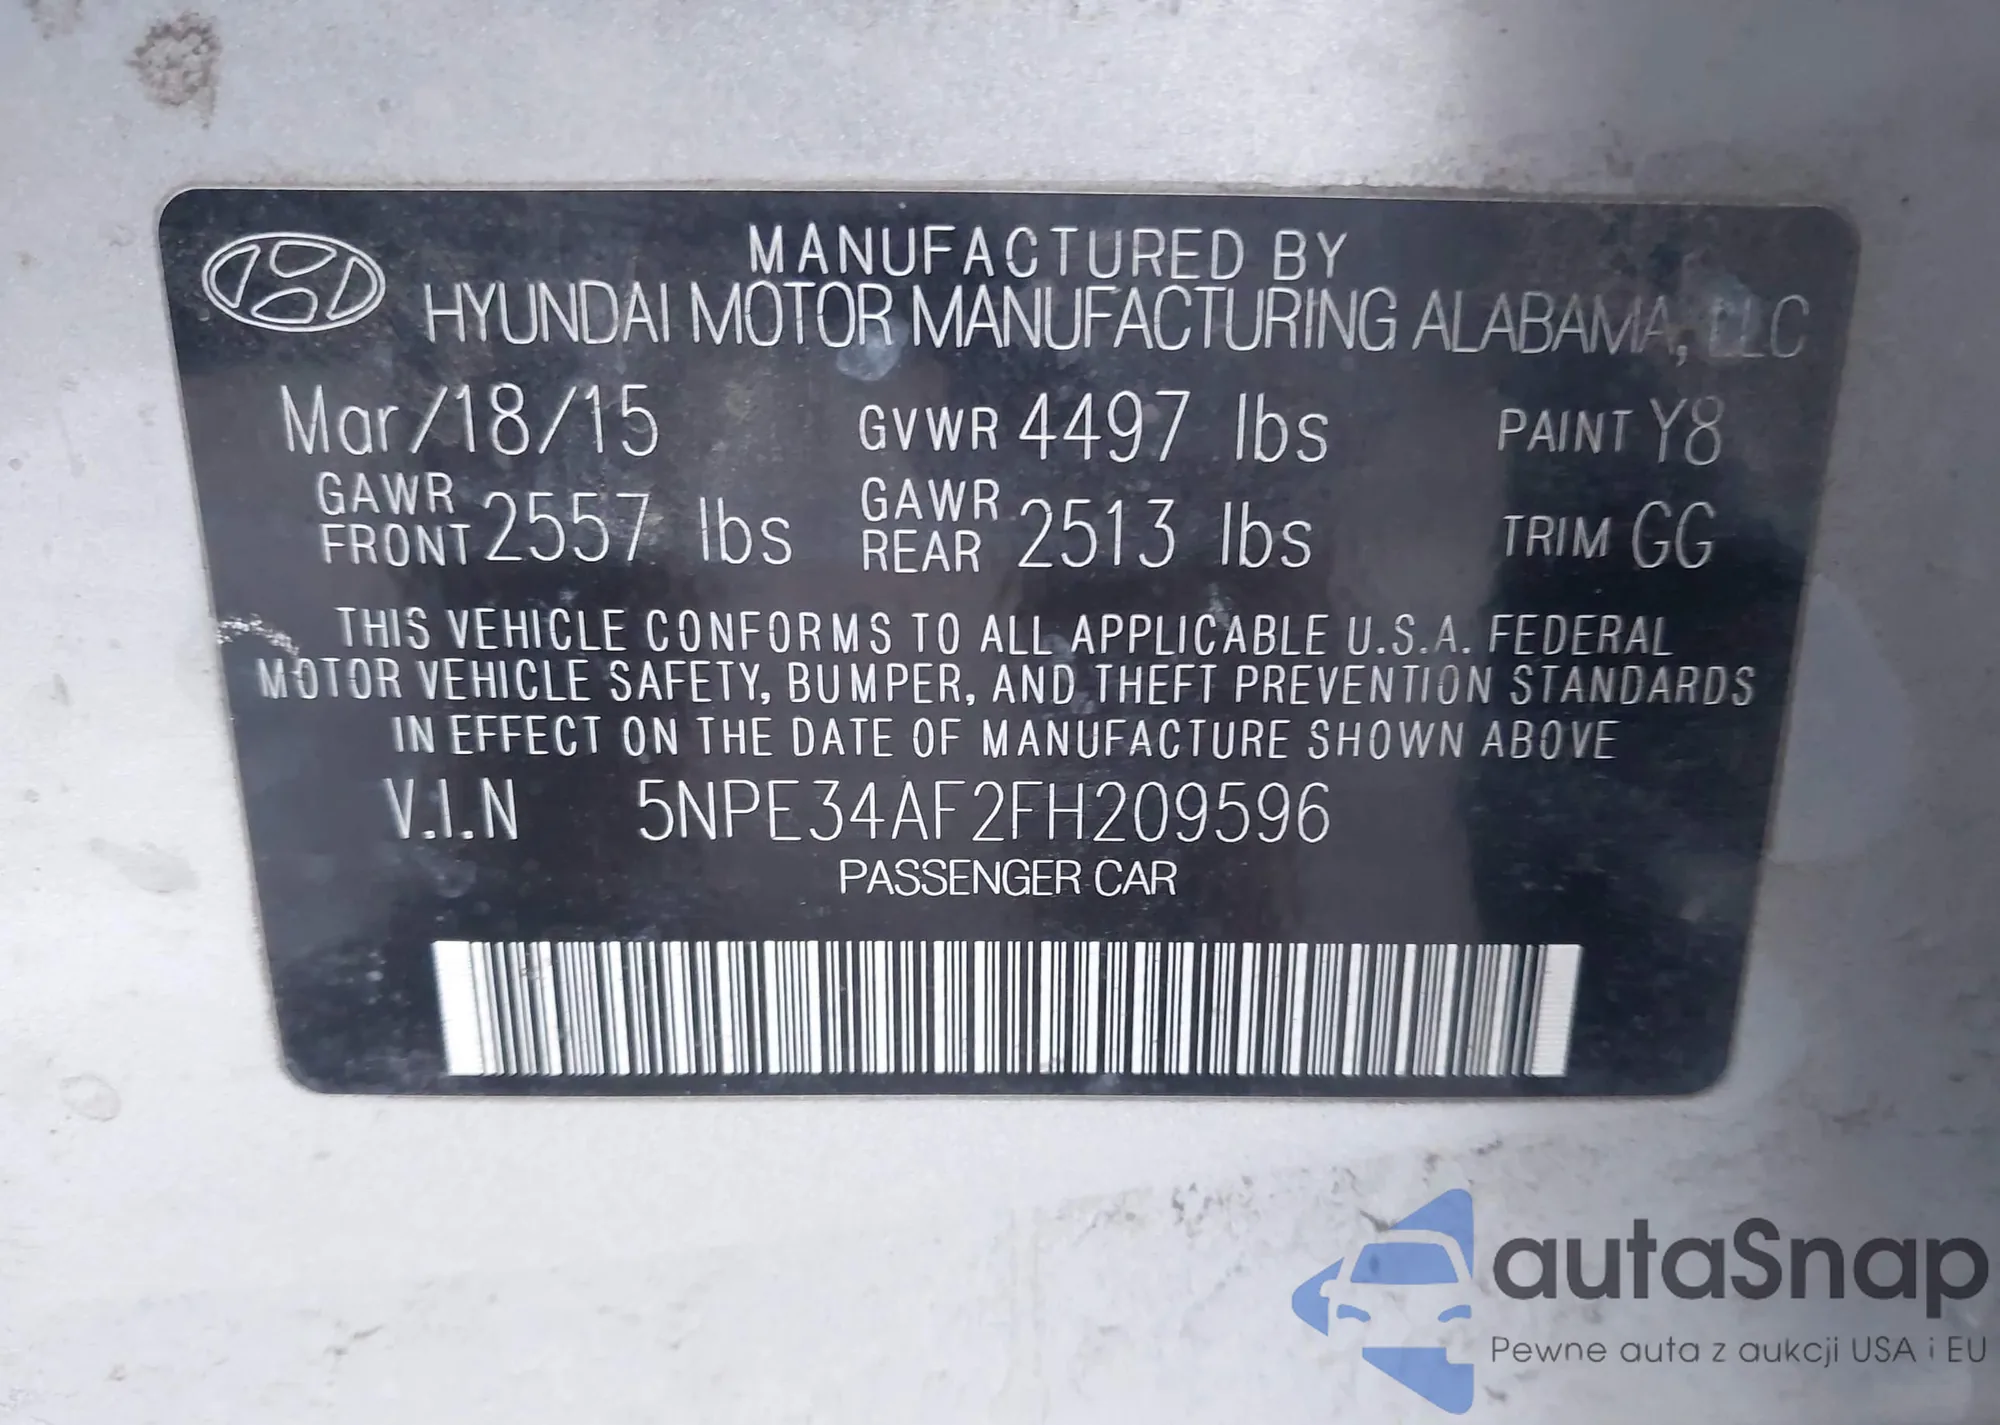 MANUFACTURED BY
HYUNDAI MOTOR MANUFACTURING ALABAMA, LLC
Mar/18/15 GVWR 4497 lbs PAINT Y8
GAWR FRONT 2557 lbs GAWR REAR 2513 lbs TRIM GG
THIS VEHICLE CONFORMS TO ALL APPLICABLE U.S.A. FEDERAL
MOTOR VEHICLE SAFETY, BUMPER, AND THEFT PREVENTION STANDARDS
IN EFFECT ON THE DATE OF MANUFACTURE SHOWN ABOVE
V.I.N 5NPE34AF2FH209596
PASSENGER CAR
autaSnap
Pewne auta z aukcji USA i EU